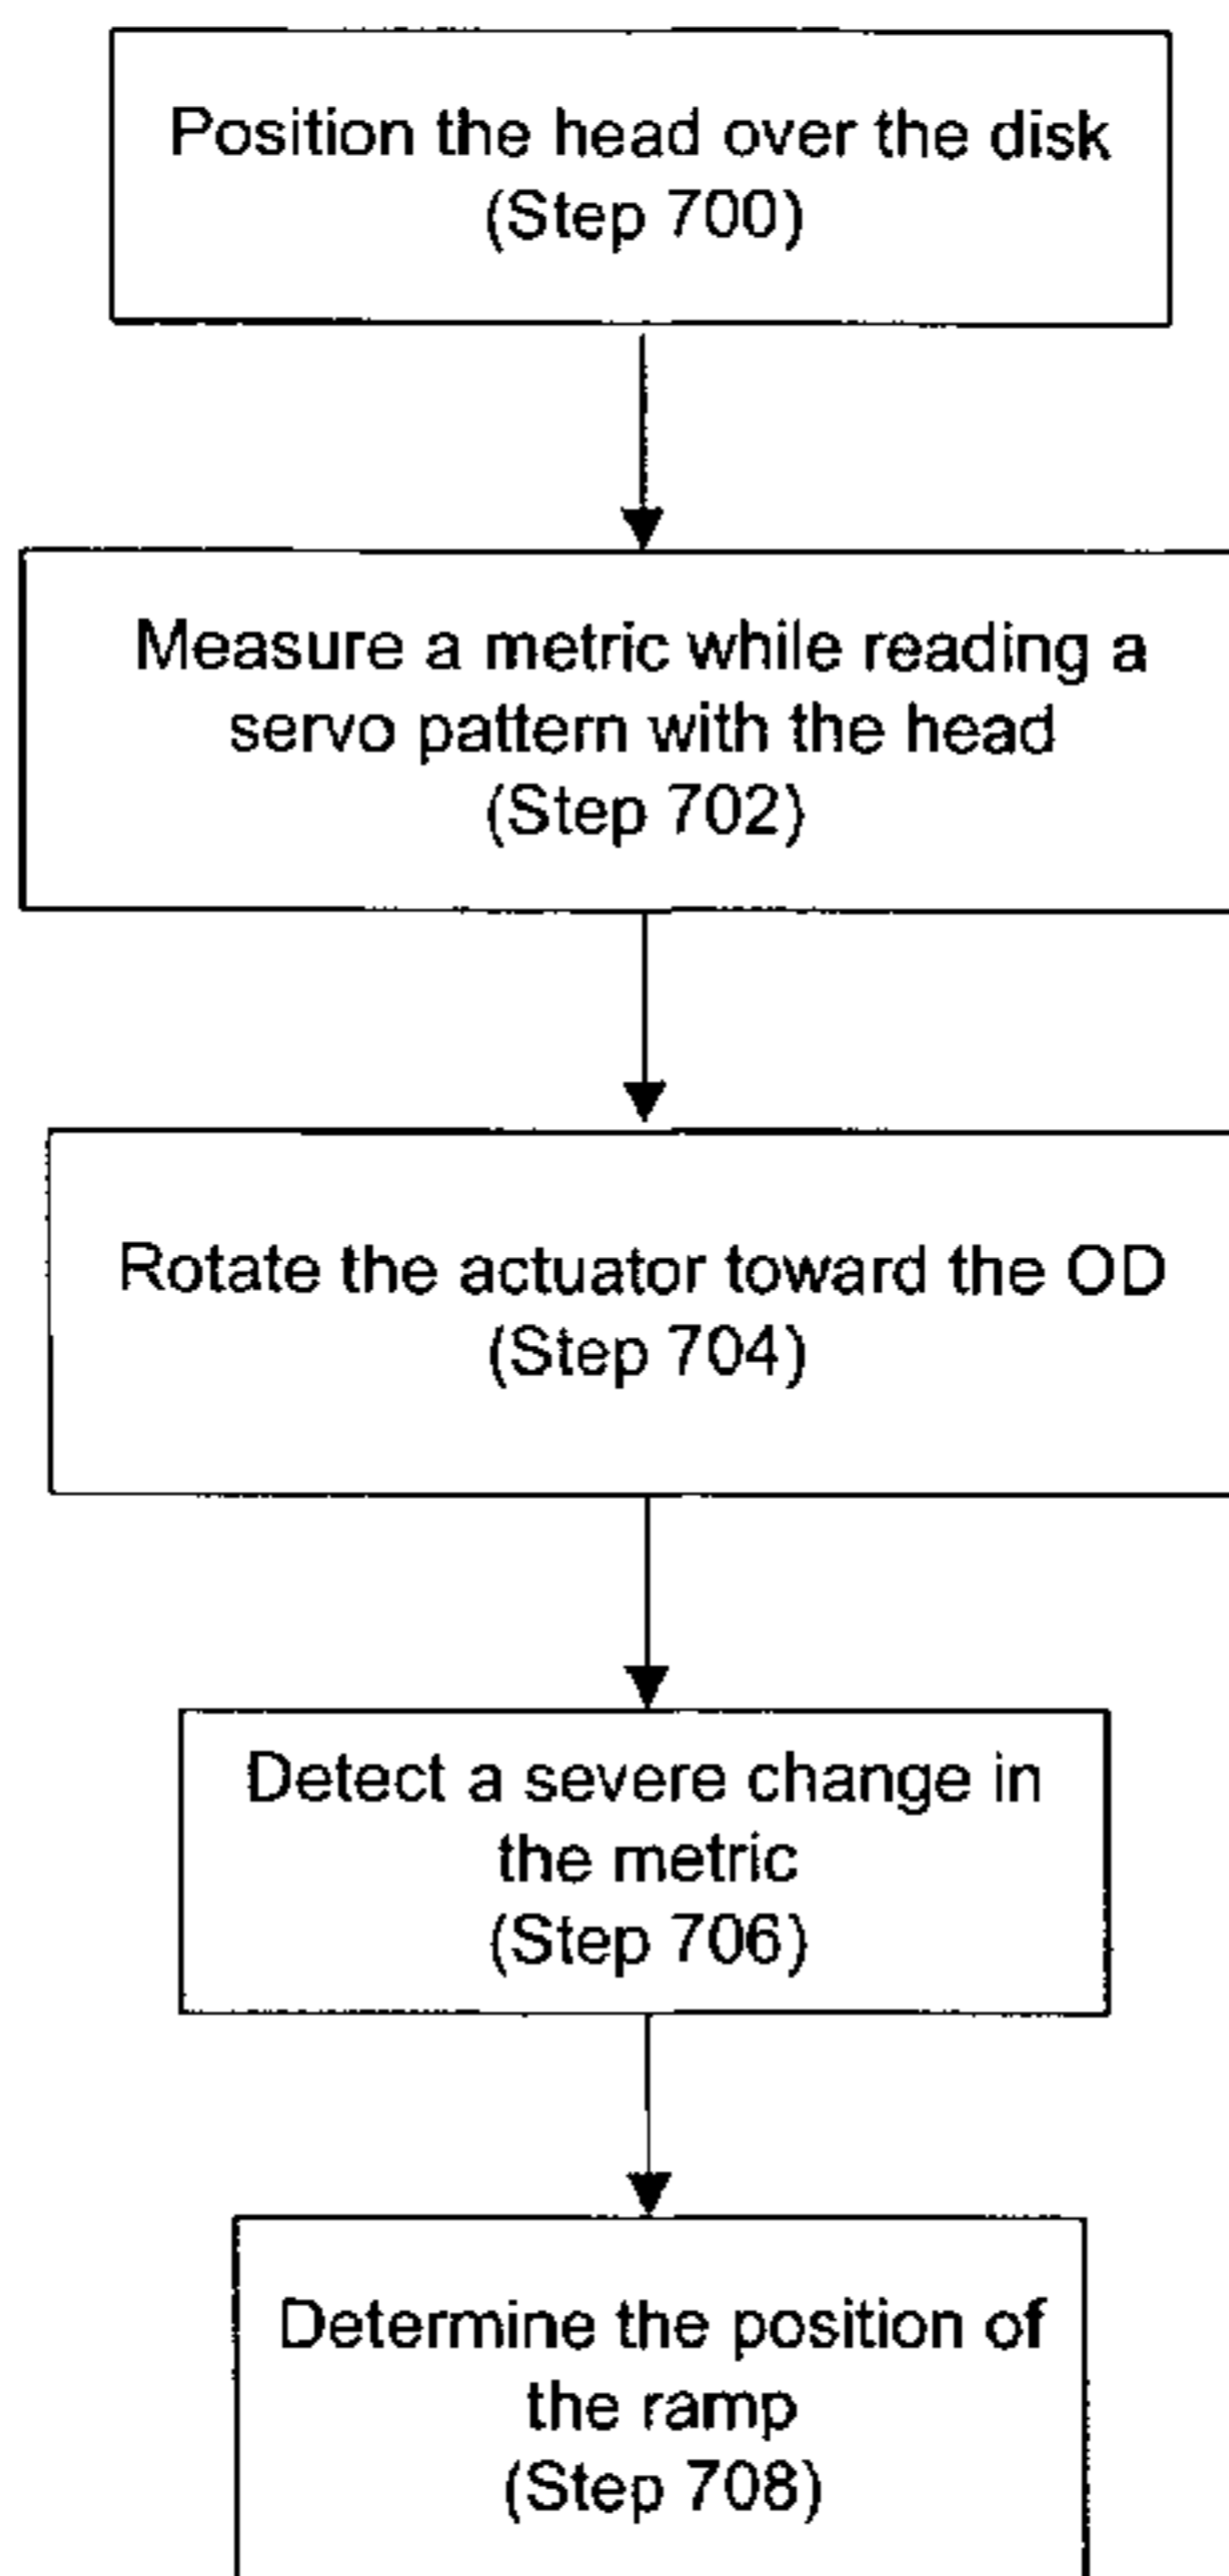 Position the head over the disk
(Step 700)
Measure a metric while reading a
servo pattern with the head
(Step 702)
Rotate the actuator toward the OD
(Step 704)
Detect a severe change in
the metric
(Step 706)
Determine the position of
the ramp
(Step 708)